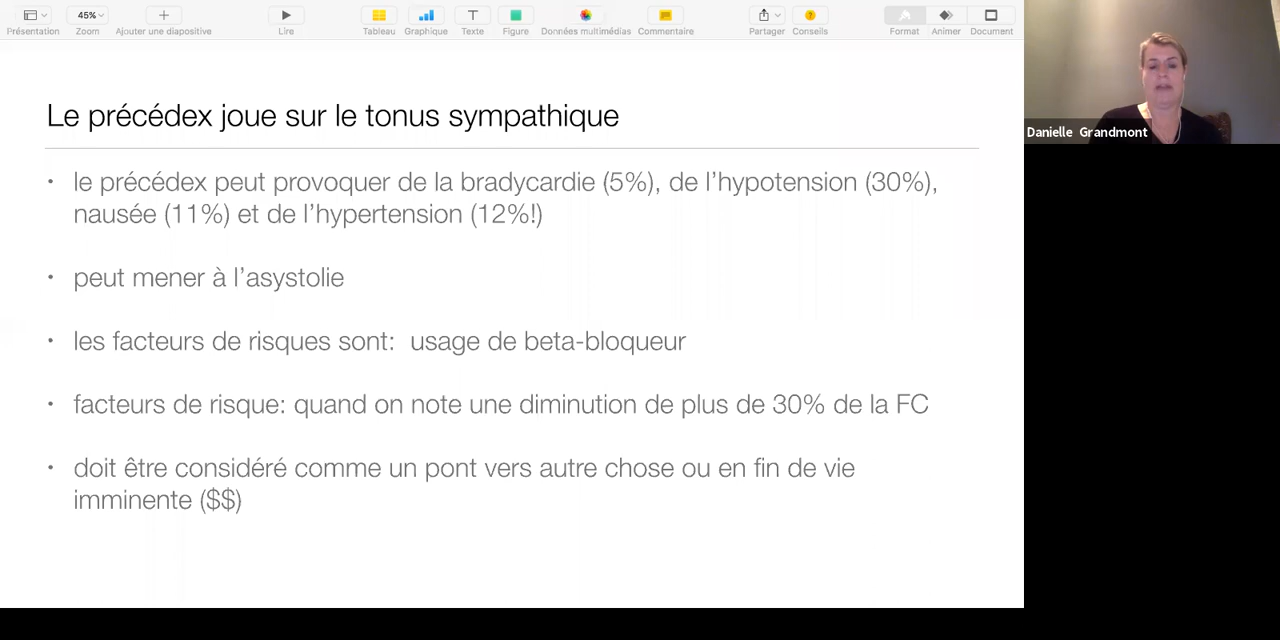 45%
Présentation Zoom Ajouter une diapositive Lire Tableau Graphique Texte Figure Données multimédias Commentaire Partager Conseils Format Animer Document
Le précédex joue sur le tonus sympathique
• le précédex peut provoquer de la bradycardie (5%), de l’hypotension (30%),
nausée (11%) et de l’hypertension (12%!)
• peut mener à l’asystolie
• les facteurs de risques sont: usage de beta-bloqueur
• facteurs de risque: quand on note une diminution de plus de 30% de la FC
• doit être considéré comme un pont vers autre chose ou en fin de vie
imminente ($$)
Danielle Grandmont